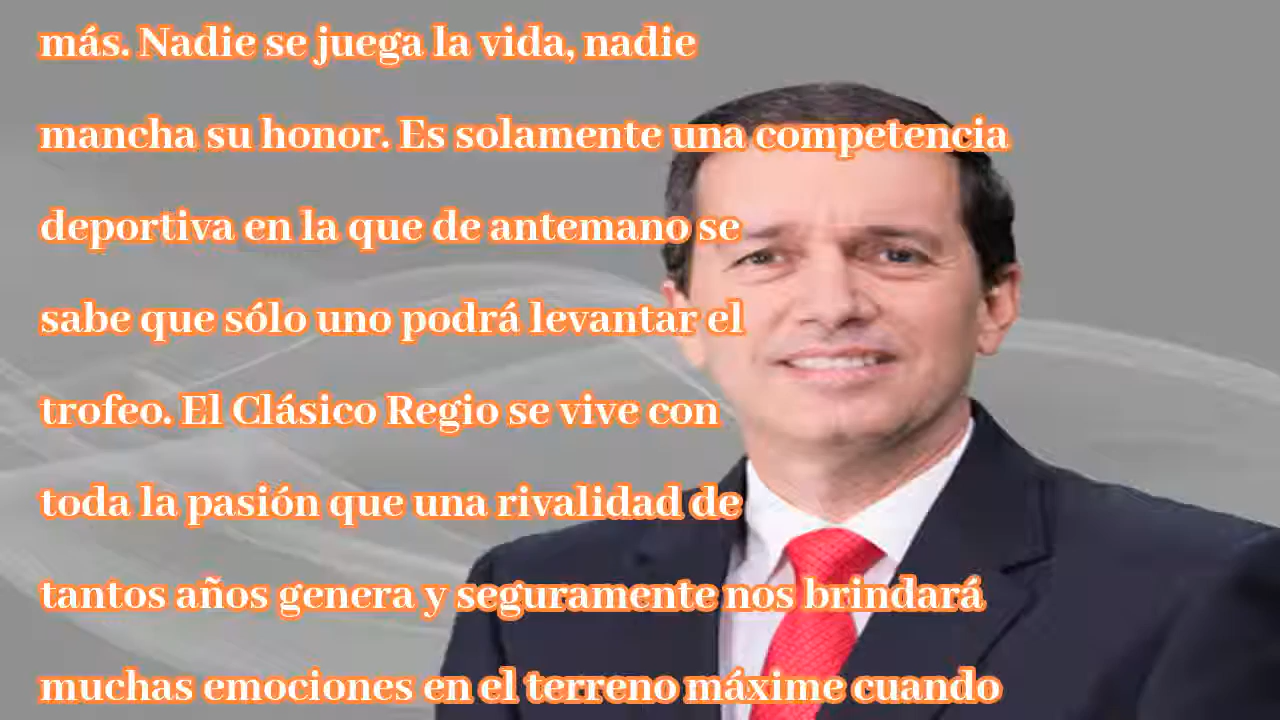 más. Nadie se juega la vida, nadie
mancha su honor. Es solamente una competencia
deportiva en la que de antemano se
sabe que sólo uno podrá levantar el
trofeo. El Clásico Regio se vive con
toda la pasión que una rivalidad de
tantos años genera y seguramente nos brindará
muchas emociones en el terreno máxime cuando